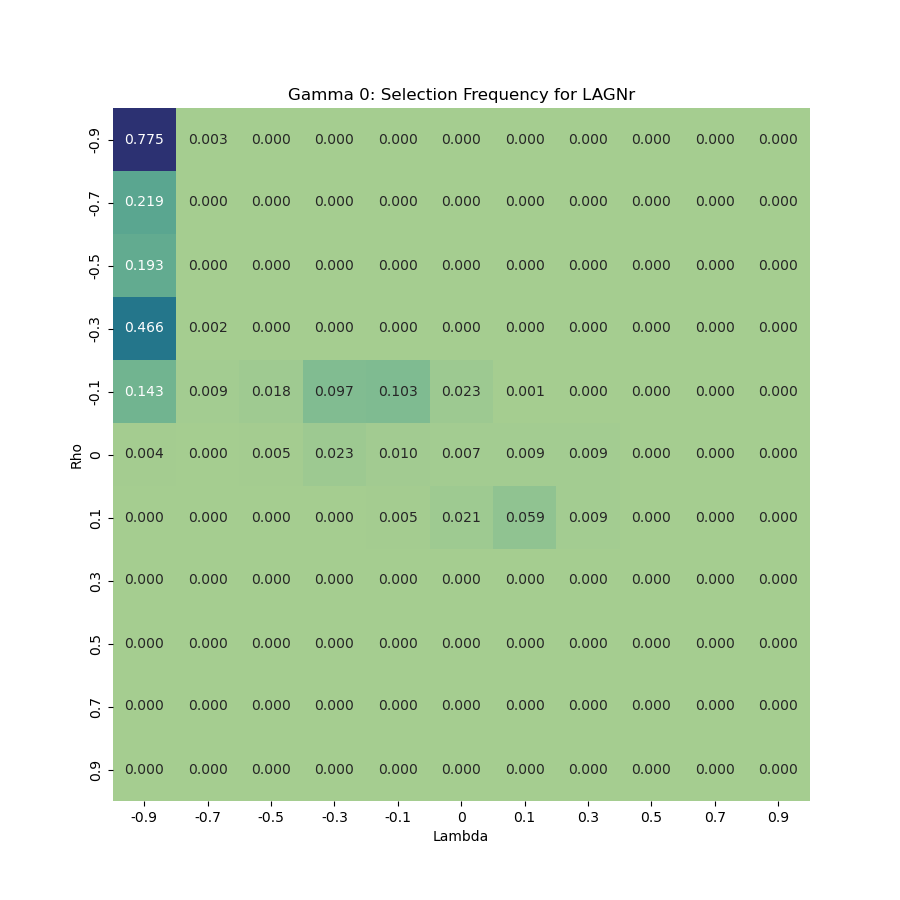 Gamma 0: Selection Frequency for LAGNr
-0.9 0.775 0.003 0.000 0.000 0.000 0.000 0.000 0.000 0.000 0.000 0.000
-0.7 0.219 0.000 0.000 0.000 0.000 0.000 0.000 0.000 0.000 0.000 0.000
-0.5 0.193 0.000 0.000 0.000 0.000 0.000 0.000 0.000 0.000 0.000 0.000
-0.3 0.466 0.002 0.000 0.000 0.000 0.000 0.000 0.000 0.000 0.000 0.000
-0.1 0.143 0.009 0.018 0.097 0.103 0.023 0.001 0.000 0.000 0.000 0.000
Rho
0 0.004 0.000 0.005 0.023 0.010 0.007 0.009 0.009 0.000 0.000 0.000
0.1 0.000 0.000 0.000 0.000 0.005 0.021 0.059 0.009 0.000 0.000 0.000
0.3 0.000 0.000 0.000 0.000 0.000 0.000 0.000 0.000 0.000 0.000 0.000
0.5 0.000 0.000 0.000 0.000 0.000 0.000 0.000 0.000 0.000 0.000 0.000
0.7 0.000 0.000 0.000 0.000 0.000 0.000 0.000 0.000 0.000 0.000 0.000
0.9 0.000 0.000 0.000 0.000 0.000 0.000 0.000 0.000 0.000 0.000 0.000
-0.9 -0.7 -0.5 -0.3 -0.1 0 0.1 0.3 0.5 0.7 0.9
Lambda